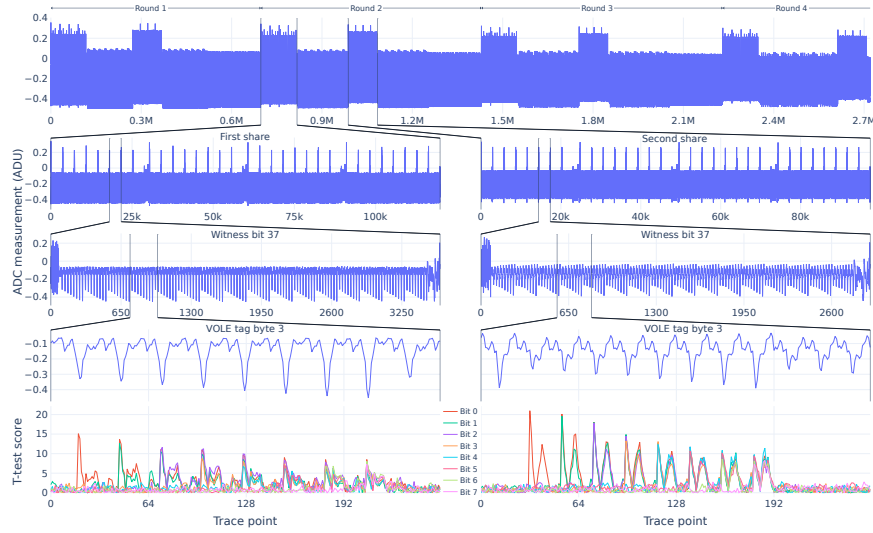 Round 1 Round 2 Round 3 Round 4
0.4
0.2
0
−0.2
−0.4
0 0.3M 0.6M 0.9M 1.2M 1.5M 1.8M 2.1M 2.4M 2.7M
First share Second share
0.2
0
−0.2
−0.4
0 25k 50k 75k 100k 0 20k 40k 60k 80k
ADC measurement (ADU)
Witness bit 37 Witness bit 37
0.2
0
−0.2
−0.4
0 650 1300 1950 2600 3250 0 650 1300 1950 2600
VOLE tag byte 3 VOLE tag byte 3
−0.1
−0.2
−0.3
−0.4
T-test score
20
15
10
5
0
Bit 0
Bit 1
Bit 2
Bit 3
Bit 4
Bit 5
Bit 6
Bit 7
0 64 128 192 0 64 128 192
Trace point Trace point